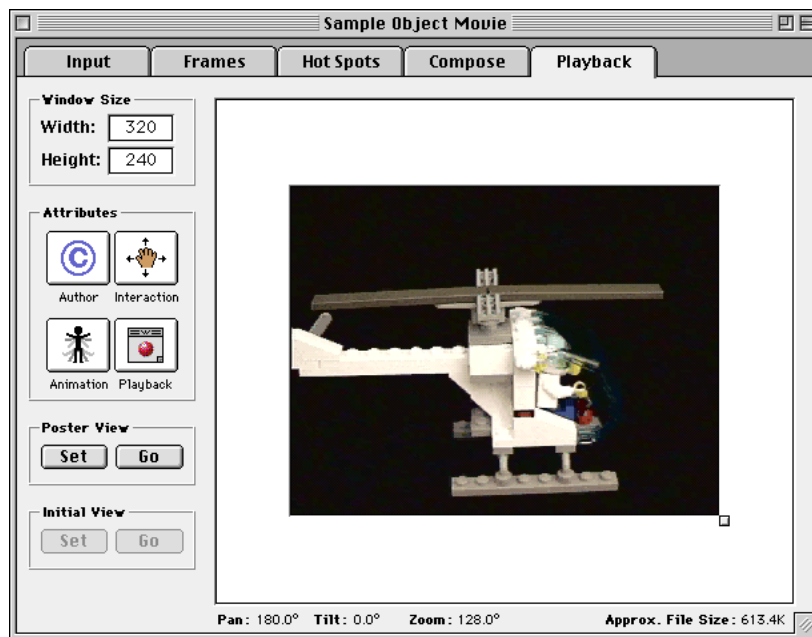 Sample Object Movie
Input Frames Hot Spots Compose Playback
Window Size
Width: 320
Height: 240
Attributes
©
Author Interaction
Animation Playback
Poster View
Set Go
Initial View
Set Go
Pan: 180.0° Tilt: 0.0° Zoom: 128.0° Approx. File Size: 613.4K